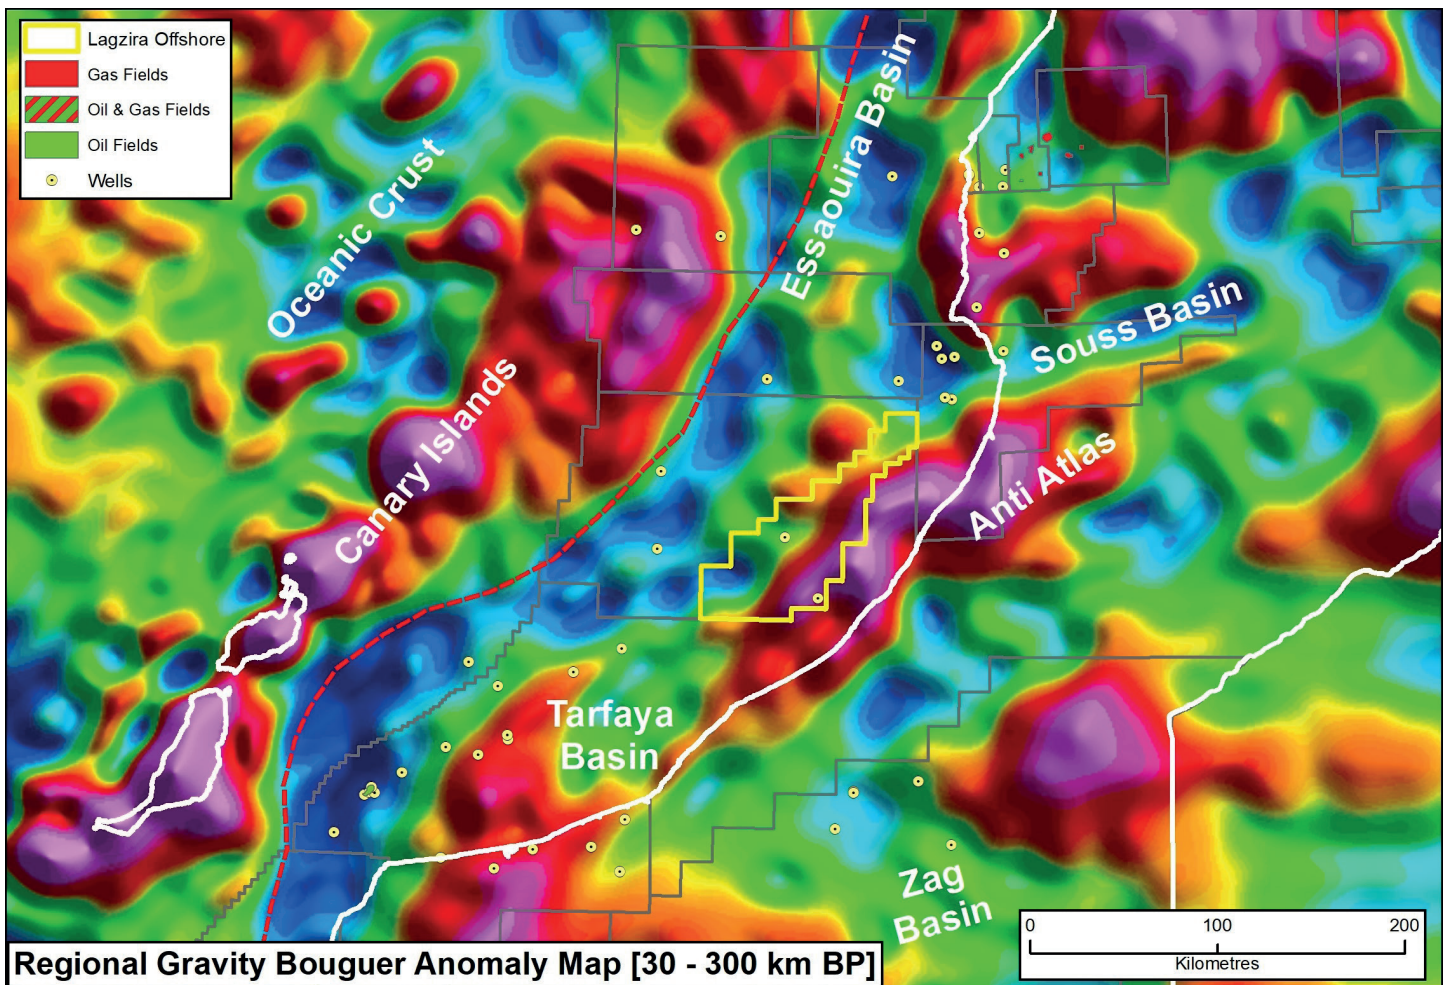 Lagzira Offshore
Gas Fields
Oil & Gas Fields
Oil Fields
Wells
Oceanic Crust
Essaouira Basin
Souss Basin
Canary Islands
Anti Atlas
Tarfaya
Basin
Zag
Basin
0 100 200
Kilometres
Regional Gravity Bouguer Anomaly Map [30 - 300 km BP]